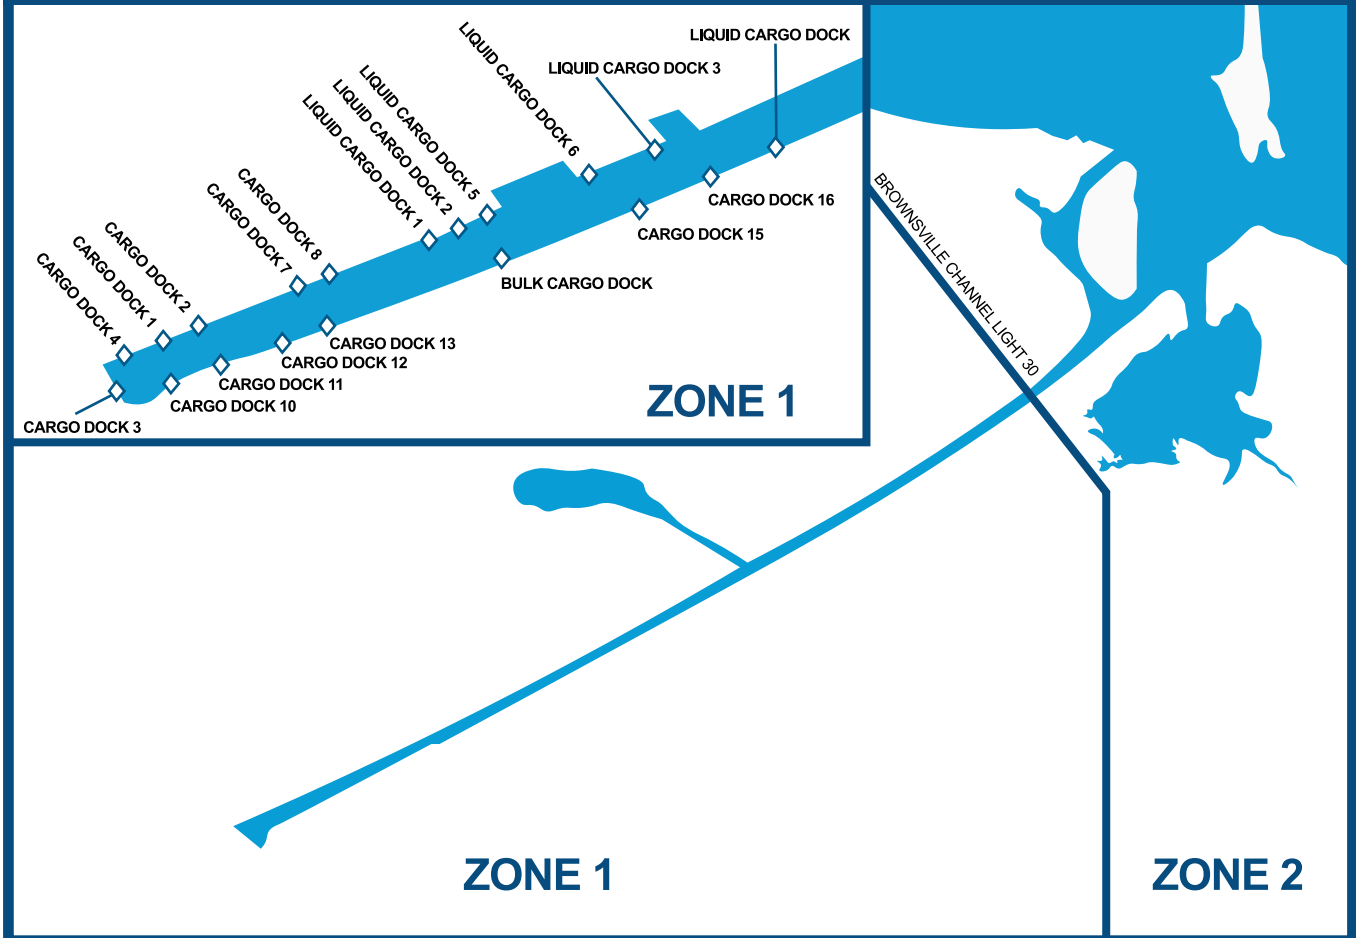 LIQUID CARGO DOCK
LIQUID CARGO DOCK 3
LIQUID CARGO DOCK 6
LIQUID CARGO DOCK 5
LIQUID CARGO DOCK 2
LIQUID CARGO DOCK 1
CARGO DOCK 8
CARGO DOCK 7
CARGO DOCK 2
CARGO DOCK 1
CARGO DOCK 4
CARGO DOCK 16
CARGO DOCK 15
BULK CARGO DOCK
CARGO DOCK 13
CARGO DOCK 12
CARGO DOCK 11
CARGO DOCK 10
CARGO DOCK 3
ZONE 1
BROWNSVILLE CHANNEL LIGHT 30
ZONE 1
ZONE 2